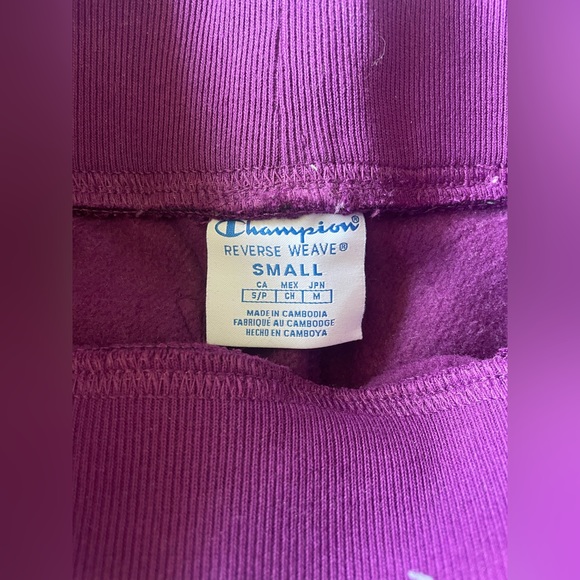 Champion®
REVERSE WEAVE®
SMALL
CA MEX JPN
S/P CH M
MADE IN CAMBODIA
FABRIQUÉ AU CAMBODGE
HECHO EN CAMBOYA